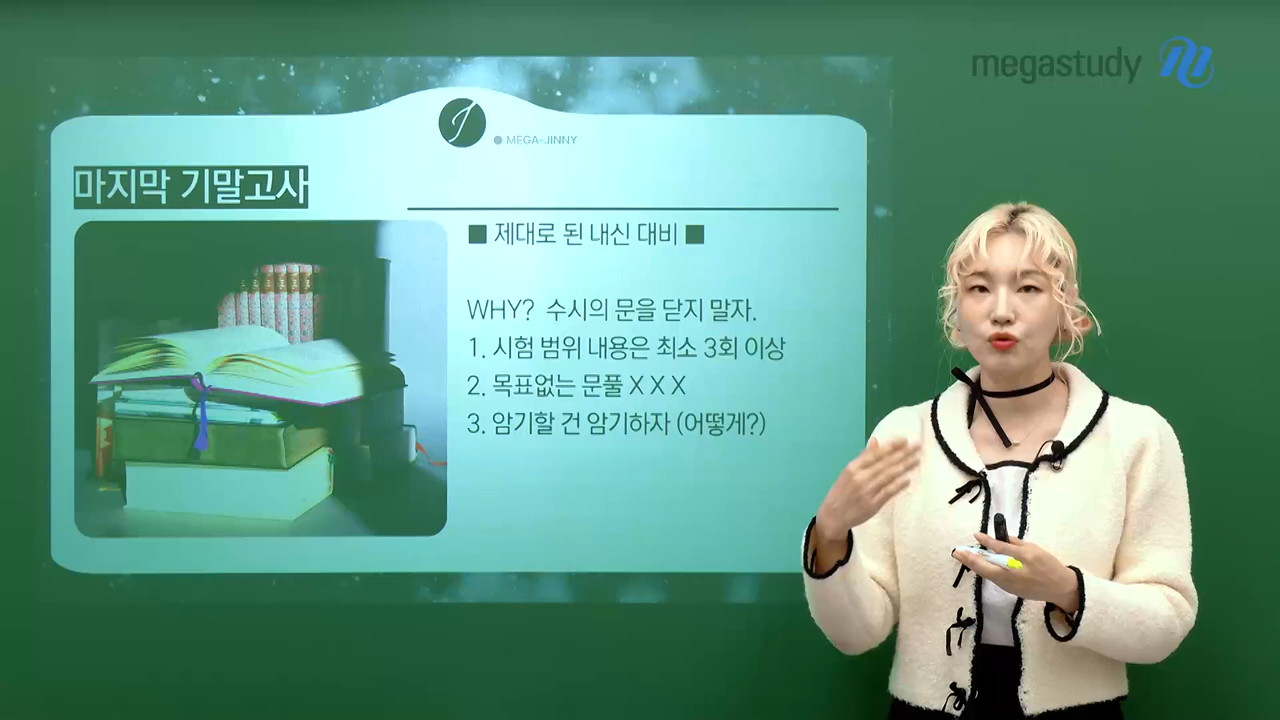 megastudy
J
MEGA-JINNY
마지막 기말고사
■ 제대로 된 내신 대비 ■
WHY? 수시의 문을 닫지 말자.
1. 시험 범위 내용은 최소 3회 이상
2. 목표없는 문풀 X X X
3. 암기할 건 암기하자 (어떻게?)